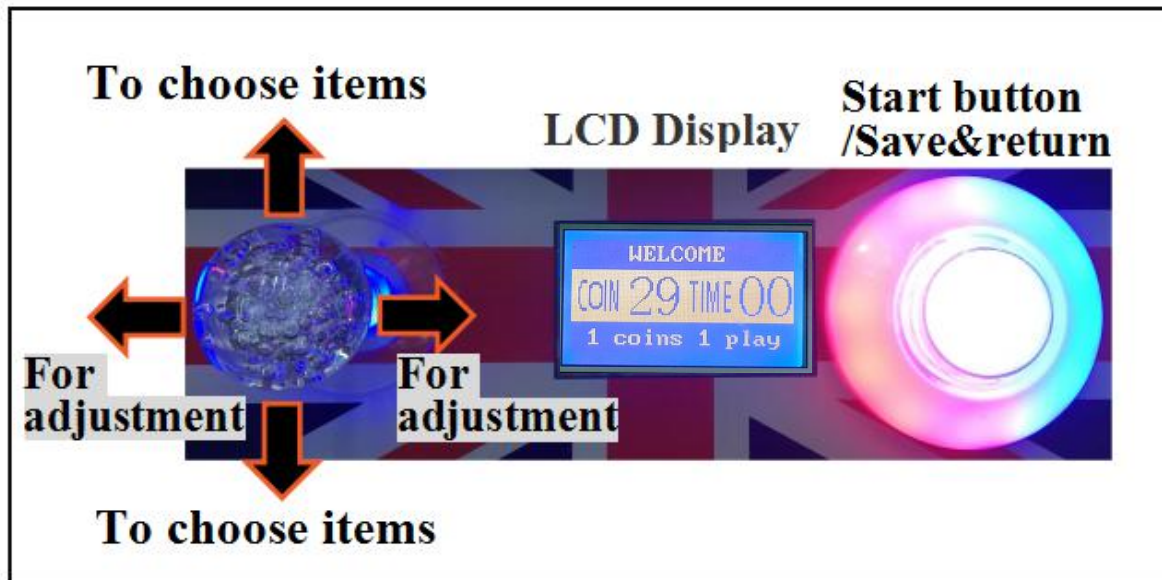 To choose items
LCD Display
Start button
/Save&return
WELCOME
COIN 29 TIME 00
1 coins 1 play
For
adjustment
For
adjustment
To choose items